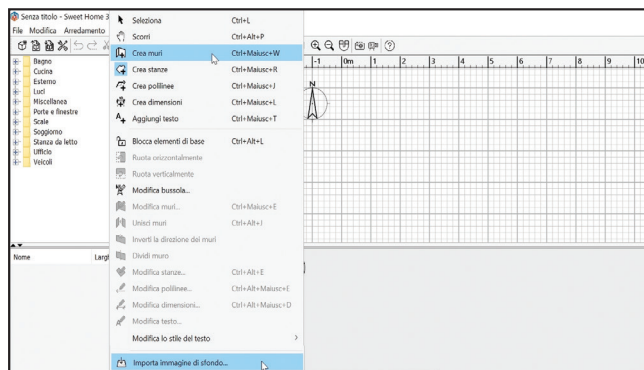 Senza titolo - Sweet Home 3
File Modifica Arredamento
Seleziona Ctrl+L
Scorri Ctrl+Alt+P
Crea muri Ctrl+Maiusc+W
Crea stanze Ctrl+Maiusc+R
Crea polilinee Ctrl+Maiusc+J
Crea dimensioni Ctrl+Maiusc+L
Aggiungi testo Ctrl+Maiusc+T
Blocca elementi di base Ctrl+Alt+L
Ruota orizzontalmente
Ruota verticalmente
Modifica bussola...
Modifica muri... Ctrl+Maiusc+E
Unisci muri Ctrl+Alt+J
Inverti la direzione dei muri
Dividi muro
Modifica stanze... Ctrl+Alt+E
Modifica polilinee... Ctrl+Alt+Maiusc+E
Modifica dimensioni... Ctrl+Alt+Maiusc+D
Modifica testo...
Modifica lo stile del testo
Importa immagine di sfondo...
Bagno
Cucina
Esterno
Luci
Miscellanea
Porte e finestre
Scale
Soggiorno
Stanza da letto
Ufficio
Veicoli
Nome Largh
-1 0m 1 2 3 4 5 6 7 8 9 10
N